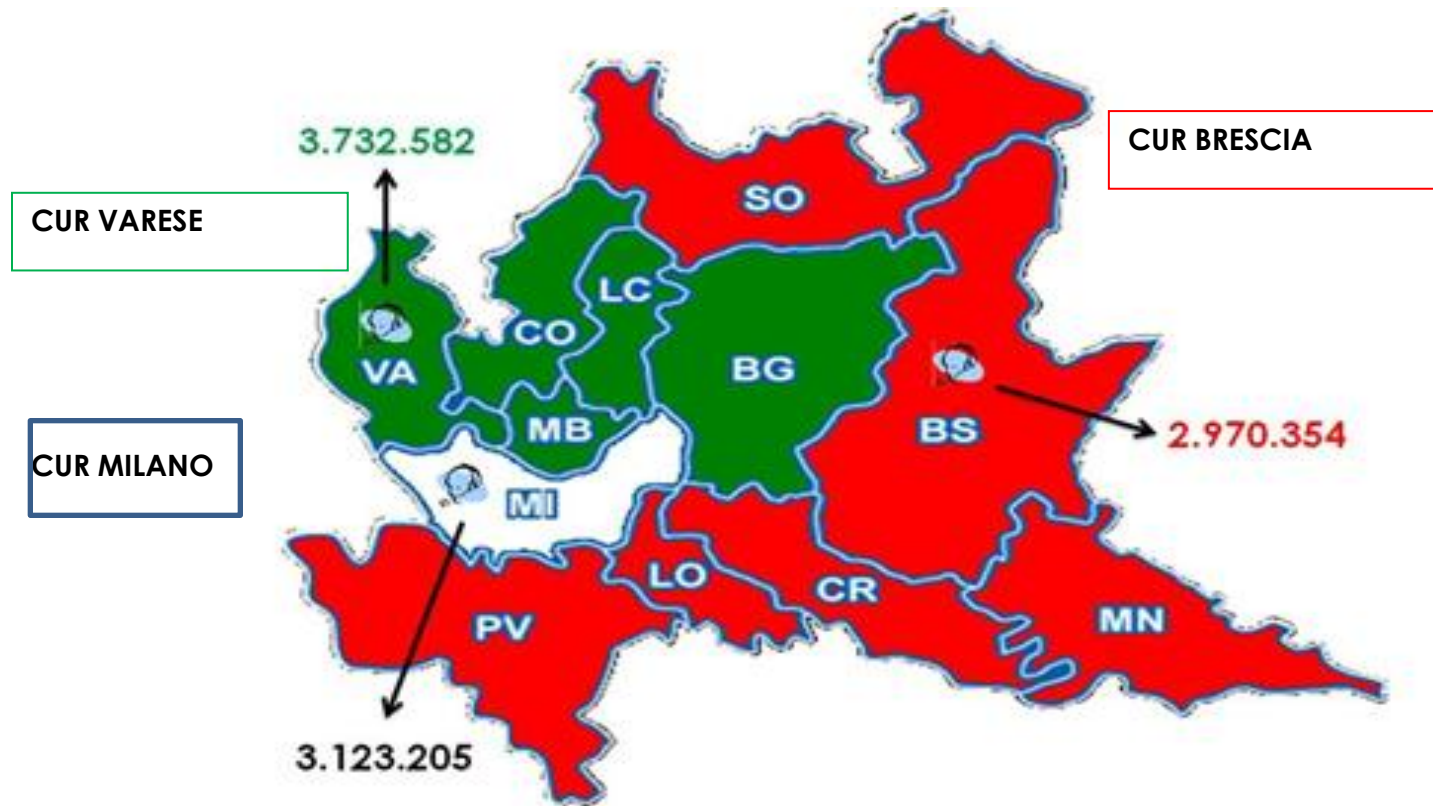 3.732.582
CUR BRESCIA
CUR VARESE
SO
LC
CO
VA
BG
MB
BS
2.970.354
CUR MILANO
MI
LO
CR
PV
MN
3.123.205